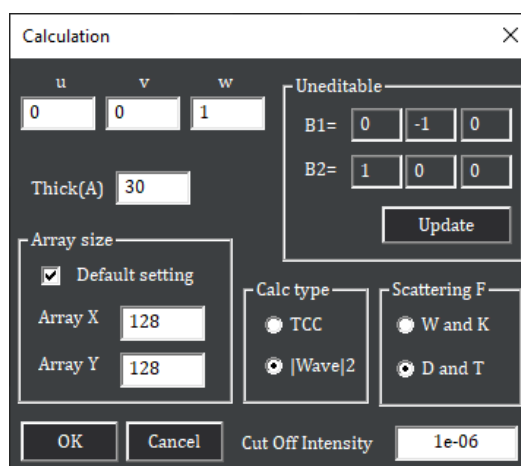 Calculation
u v w
0 0 1
Thick(A) 30
Uneditable
B1= 0 -1 0
B2= 1 0 0
Update
Array size
Default setting
Array X 128
Array Y 128
Calc type
TCC
|Wave|2
Scattering F
W and K
D and T
OK Cancel Cut Off Intensity 1e-06